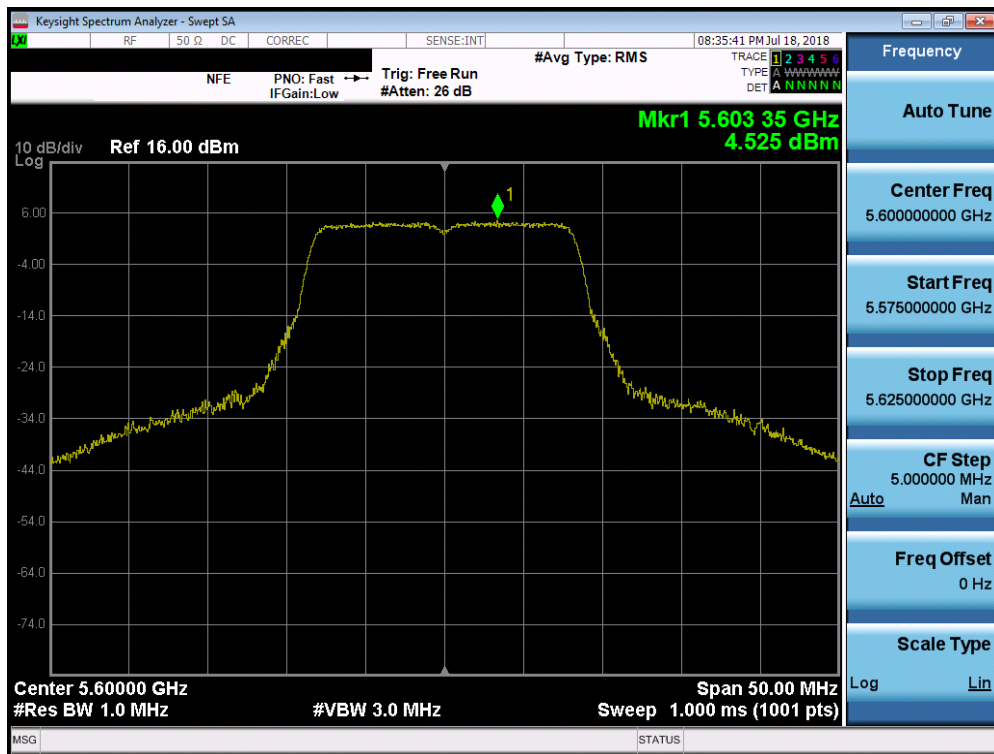 Keysight Spectrum Analyzer - Swept SA
LXI RF 50 Ω DC CORREC SENSE:INT 08:35:41 PM Jul 18, 2018
#Avg Type: RMS
TRACE 1 2 3 4 5 6
TYPE A W W W W W
DET A N N N N N
NFE
PNO: Fast
IFGain:Low
Trig: Free Run
#Atten: 26 dB
Mkr1 5.603 35 GHz
4.525 dBm
10 dB/div
Log
Ref 16.00 dBm
1
6.00
-4.00
-14.0
-24.0
-34.0
-44.0
-54.0
-64.0
-74.0
Center 5.60000 GHz
Span 50.00 MHz
#Res BW 1.0 MHz
#VBW 3.0 MHz
Sweep 1.000 ms (1001 pts)
MSG
STATUS
Frequency
Auto Tune
Center Freq
5.600000000 GHz
Start Freq
5.575000000 GHz
Stop Freq
5.625000000 GHz
CF Step
5.000000 MHz
Auto Man
Freq Offset
0 Hz
Scale Type
Log Lin